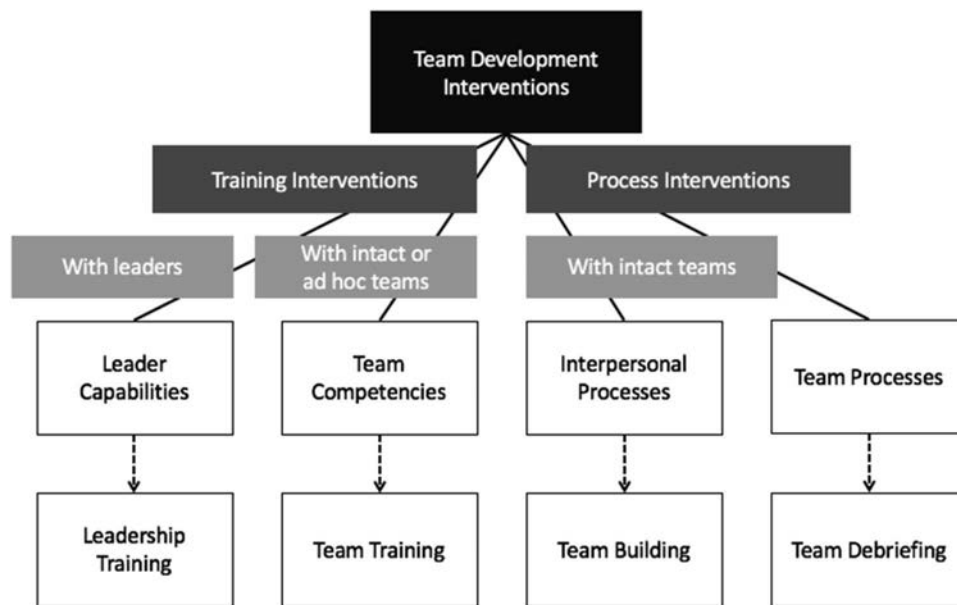 Team Development
Interventions
Training Interventions
Process Interventions
With leaders
With intact or
ad hoc teams
With intact teams
Leader
Capabilities
Team
Competencies
Interpersonal
Processes
Team Processes
Leadership
Training
Team Training
Team Building
Team Debriefing